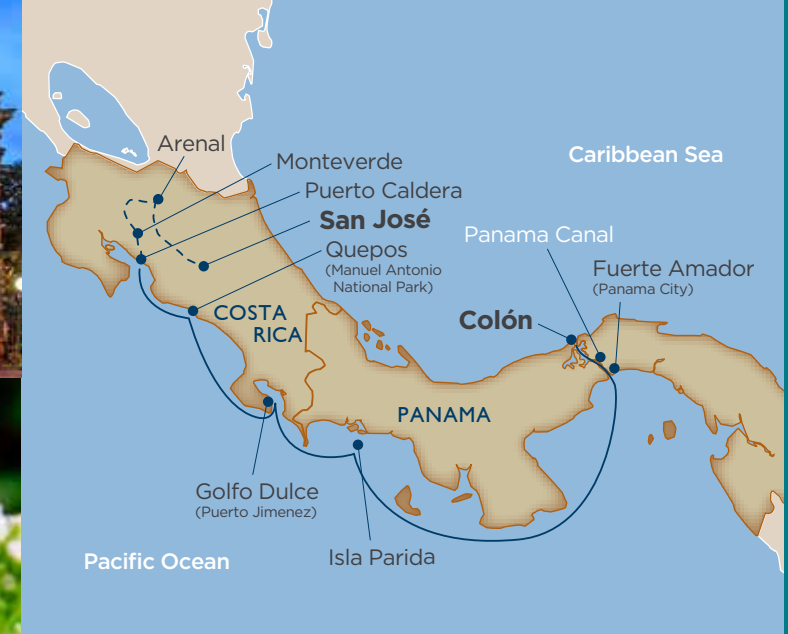 Arenal
Monteverde
Puerto Caldera
San José
Quepos
(Manuel Antonio
National Park)
Caribbean Sea
Panama Canal
Fuerte Amador
(Panama City)
Colón
COSTA
RICA
PANAMA
Golfo Dulce
(Puerto Jimenez)
Isla Parida
Pacific Ocean